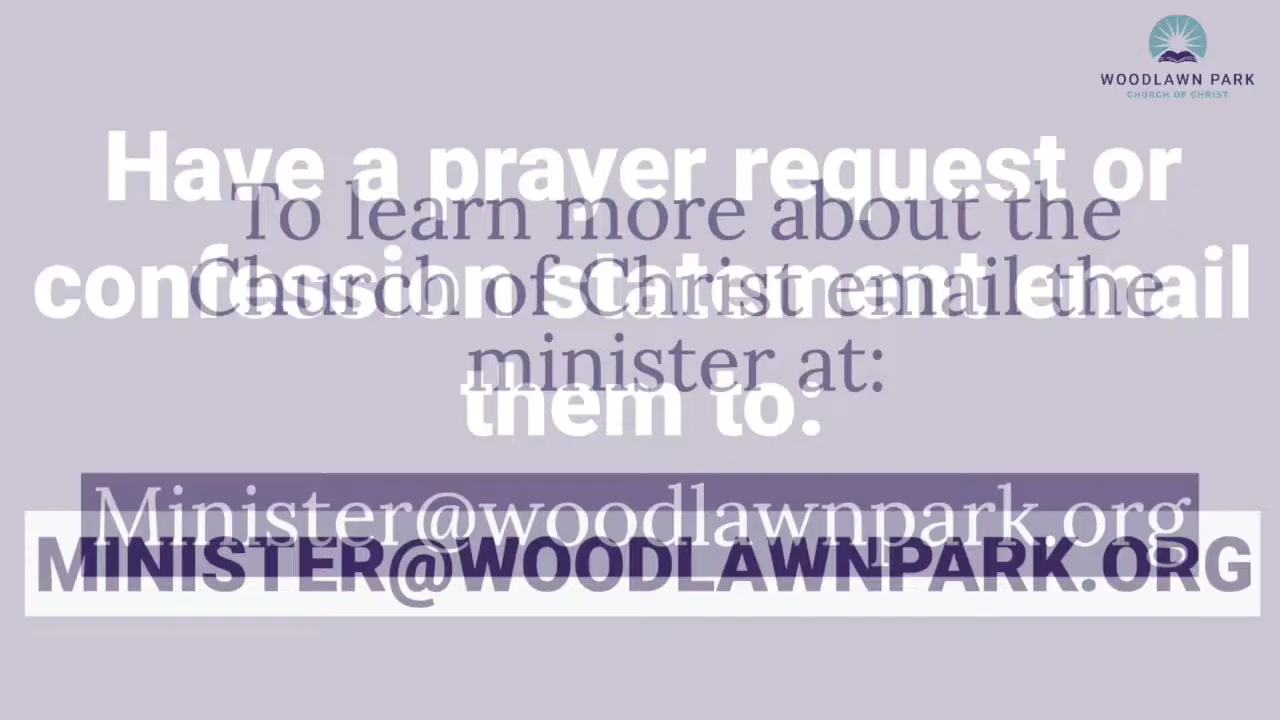 WOODLAWN PARK
CHURCH OF CHRIST
Have a prayer request or
confession statement email
them to:
MINISTER@WOODLAWNPARK.ORG
To learn more about the
Church of Christ email the
minister at:
Minister@woodlawnpark.org